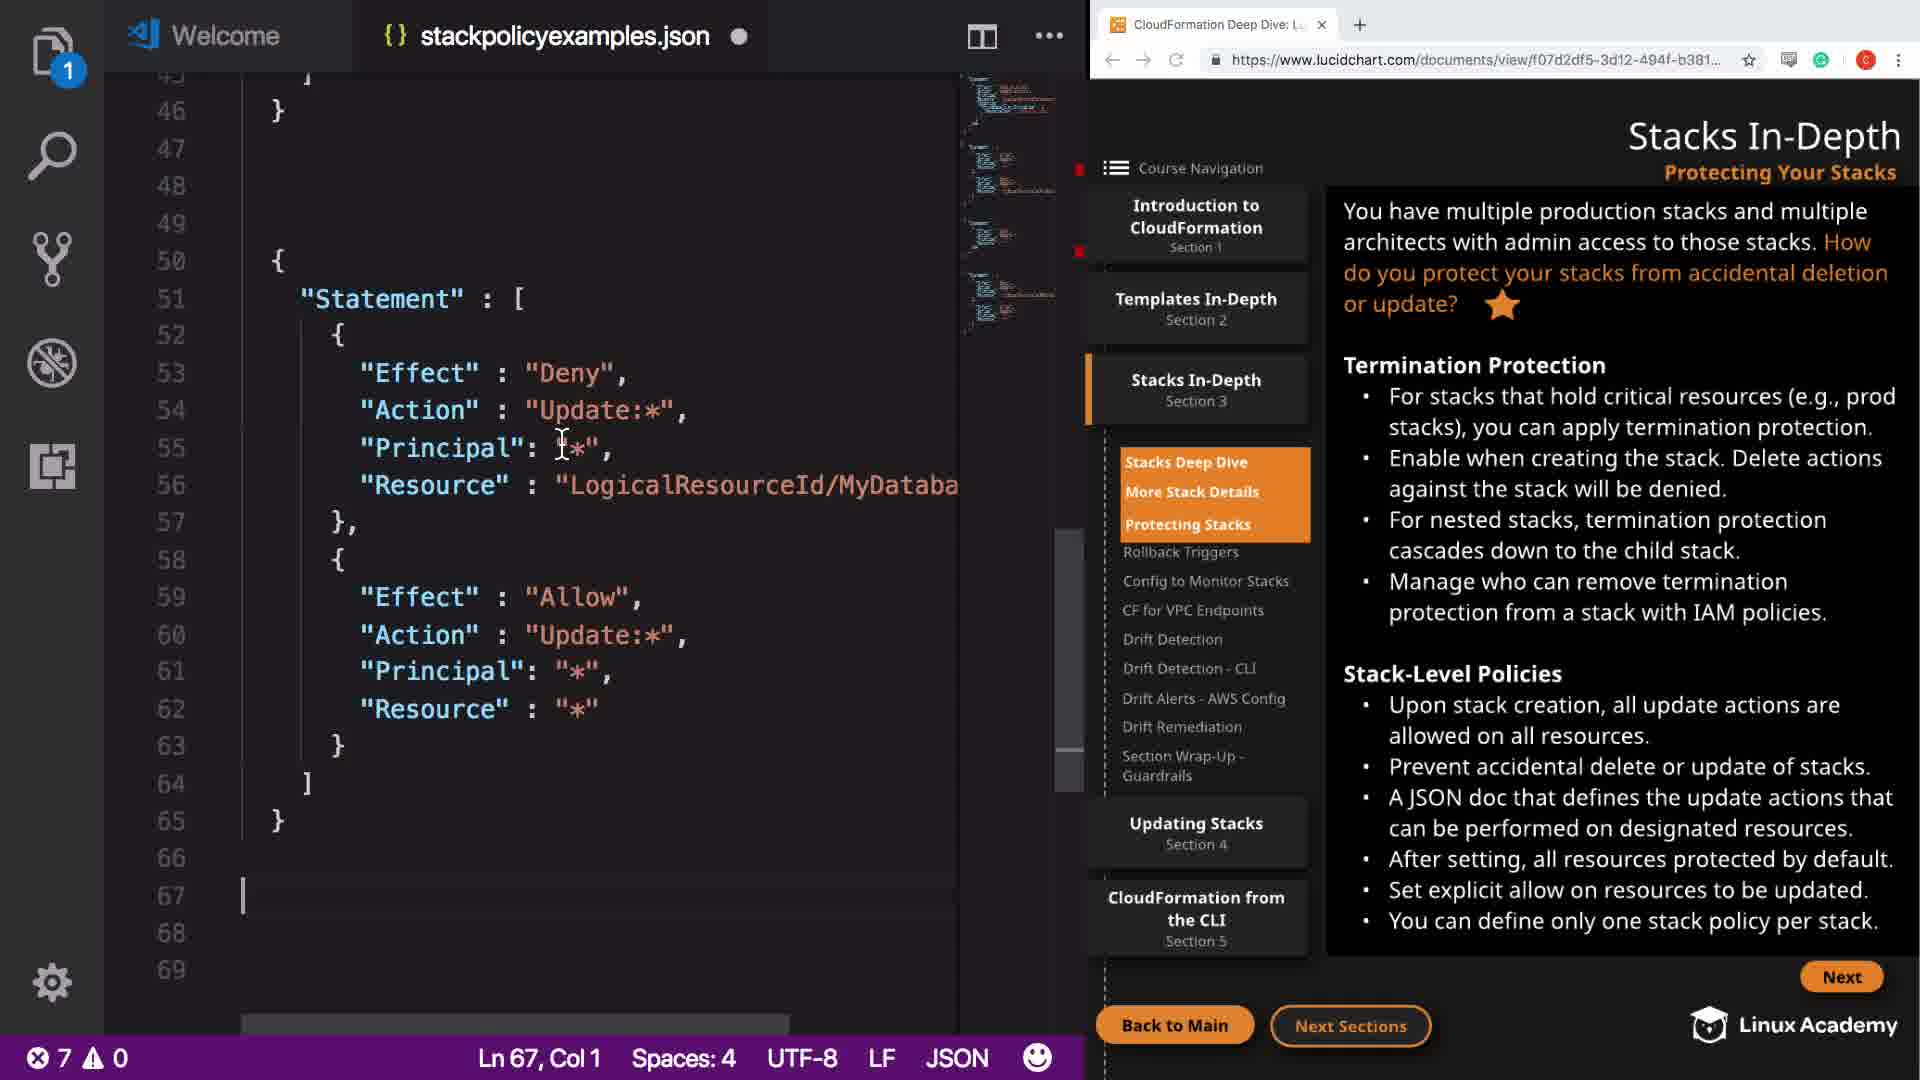 Welcome
{} stackpolicyexamples.json
1
45 ]
46 }
47
48
49
50 {
51 "Statement" : [
52 {
53 "Effect" : "Deny",
54 "Action" : "Update:*",
55 "Principal": "*",
56 "Resource" : "LogicalResourceId/MyDataba
57 },
58 {
59 "Effect" : "Allow",
60 "Action" : "Update:*",
61 "Principal": "*",
62 "Resource" : "*"
63 }
64 ]
65 }
66
67
68
69
7 0
Ln 67, Col 1 Spaces: 4 UTF-8 LF JSON
CloudFormation Deep Dive: L
https://www.lucidchart.com/documents/view/f07d2df5-3d12-494f-b381...
C
Stacks In-Depth
Protecting Your Stacks
Course Navigation
Introduction to
CloudFormation
Section 1
Templates In-Depth
Section 2
Stacks In-Depth
Section 3
Stacks Deep Dive
More Stack Details
Protecting Stacks
Rollback Triggers
Config to Monitor Stacks
CF for VPC Endpoints
Drift Detection
Drift Detection - CLI
Drift Alerts - AWS Config
Drift Remediation
Section Wrap-Up -
Guardrails
Updating Stacks
Section 4
CloudFormation from
the CLI
Section 5
You have multiple production stacks and multiple
architects with admin access to those stacks. How
do you protect your stacks from accidental deletion
or update?
Termination Protection
• For stacks that hold critical resources (e.g., prod
stacks), you can apply termination protection.
• Enable when creating the stack. Delete actions
against the stack will be denied.
• For nested stacks, termination protection
cascades down to the child stack.
• Manage who can remove termination
protection from a stack with IAM policies.
Stack-Level Policies
• Upon stack creation, all update actions are
allowed on all resources.
• Prevent accidental delete or update of stacks.
• A JSON doc that defines the update actions that
can be performed on designated resources.
• After setting, all resources protected by default.
• Set explicit allow on resources to be updated.
• You can define only one stack policy per stack.
Next
Back to Main
Next Sections
Linux Academy